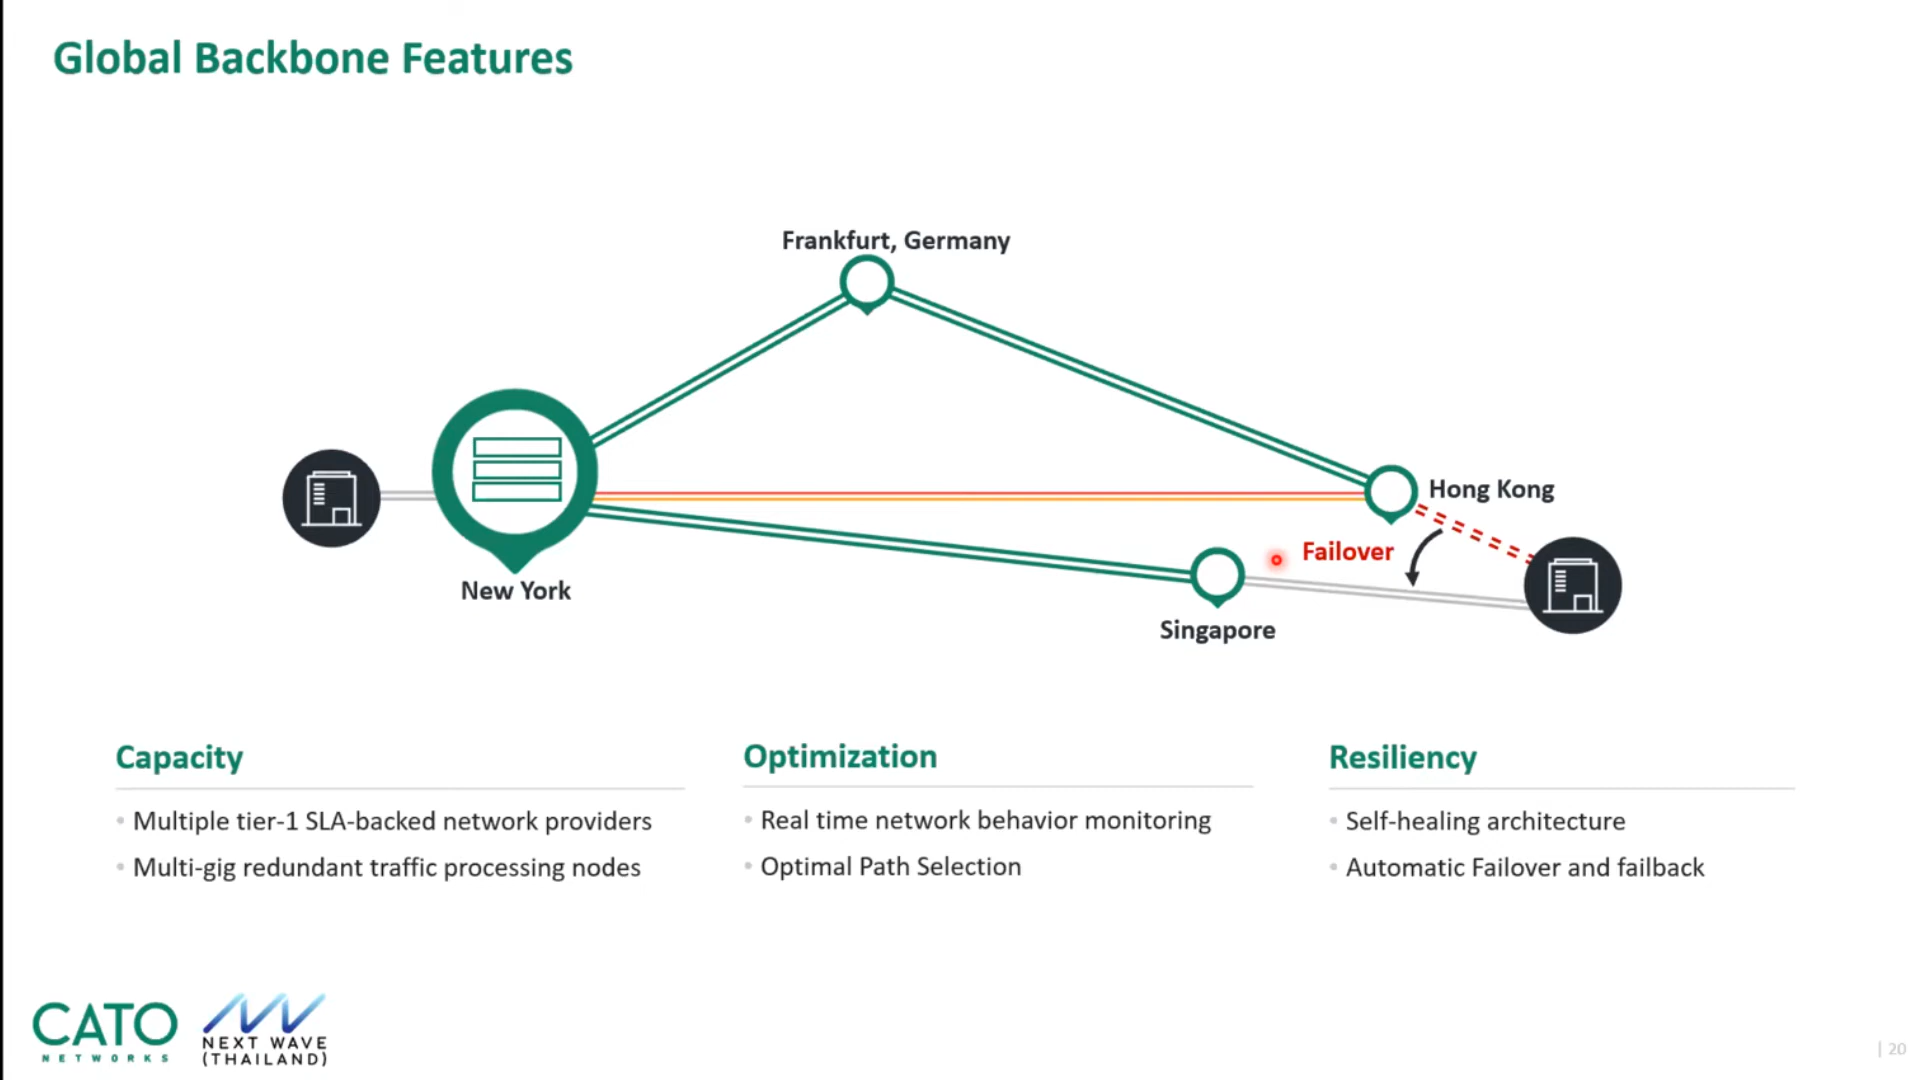 Global Backbone Features
Frankfurt, Germany
Hong Kong
Failover
New York
Singapore
Capacity
• Multiple tier-1 SLA-backed network providers
• Multi-gig redundant traffic processing nodes
Optimization
• Real time network behavior monitoring
• Optimal Path Selection
Resiliency
• Self-healing architecture
• Automatic Failover and failback
CATO
NETWORKS
NEXT WAVE
(THAILAND)
| 20